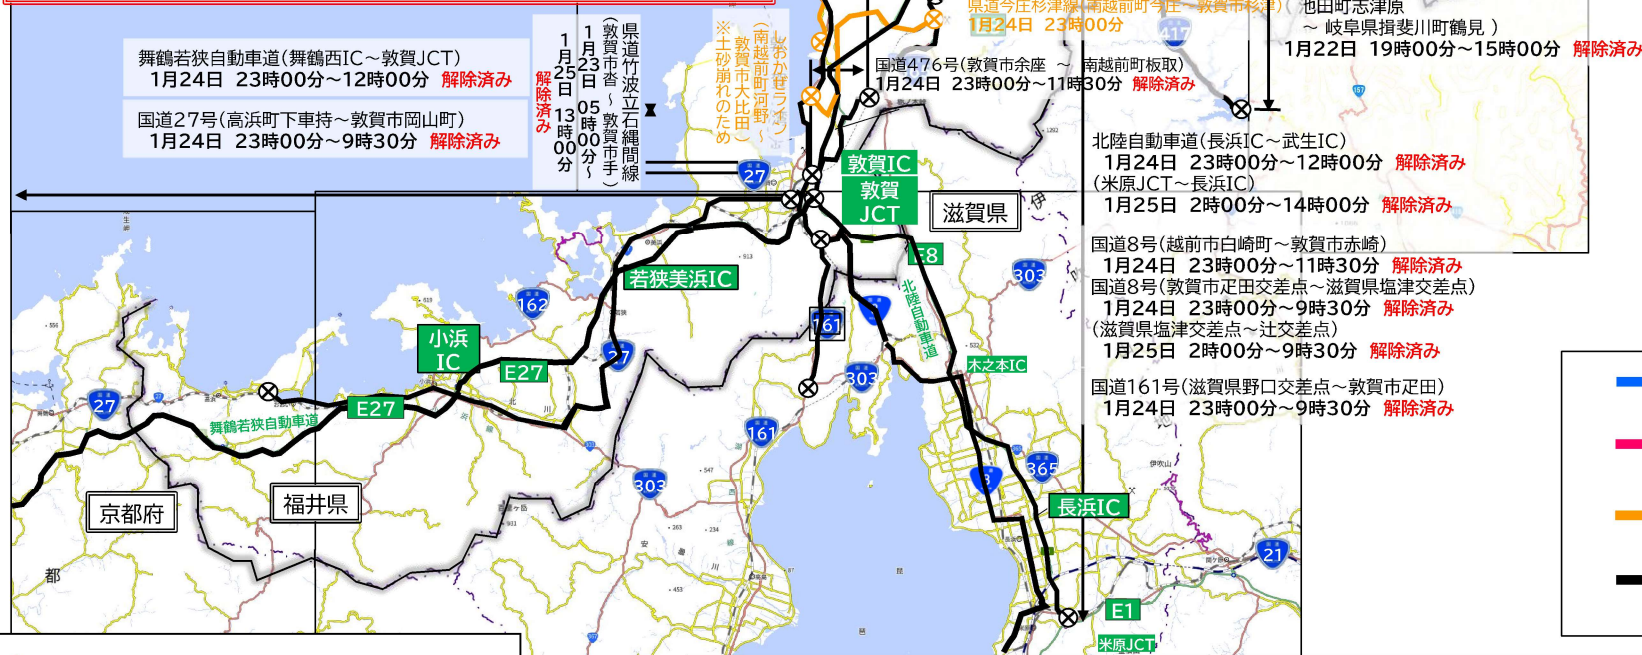 県道今庄杉津線(南越前町今庄～敦賀市杉津)
1月24日 23時00分
池田町志津原
～ 岐阜県揖斐川町鶴見 )
1月22日 19時00分～15時00分 解除済み
417
舞鶴若狭自動車道(舞鶴西IC～敦賀JCT)
1月24日 23時00分～12時00分 解除済み
国道27号(高浜町下車持～敦賀市岡山町)
1月24日 23時00分～9時30分 解除済み
県道竹波立石縄間線
(敦賀市沓～敦賀市手)
1月23日 05時00分～
1月25日 13時00分
解除済み
しおかぜライン
(南越前町河野～
敦賀市大比田)
※土砂崩れのため
国道476号(敦賀市余座 ～ 南越前町板取)
1月24日 23時00分～11時30分 解除済み
北陸自動車道(長浜IC～武生IC)
1月24日 23時00分～12時00分 解除済み
(米原JCT～長浜IC)
1月25日 2時00分～14時00分 解除済み
国道8号(越前市白崎町～敦賀市赤崎)
1月24日 23時00分～11時30分 解除済み
国道8号(敦賀市疋田交差点～滋賀県塩津交差点)
1月24日 23時00分～9時30分 解除済み
(滋賀県塩津交差点～辻交差点)
1月25日 2時00分～9時30分 解除済み
国道161号(滋賀県野口交差点～敦賀市疋田)
1月24日 23時00分～9時30分 解除済み
敦賀IC
敦賀
JCT
滋賀県
伊
27
E8
若狭美浜IC
303
162
北陸自動車道
161
小浜
IC
27
E27
303
木之本IC
27
E27
舞鶴若狭自動車道
161
365
303
8
長浜IC
京都府
福井県
伊吹山
21
都
E1
米原JCT